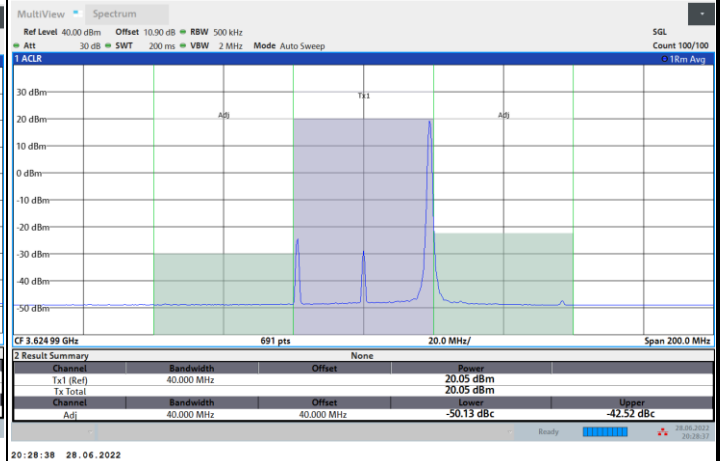 MultiView Spectrum
Ref Level 40.00 dBm Offset 10.90 dB RBW 500 kHz SGL
Att 30 dB SWT 200 ms VBW 2 MHz Mode Auto Sweep Count 100/100
1 ACLR 1Rm Avg
30 dBm
Tx1
20 dBm
Adj
Adj
10 dBm
0 dBm
-10 dBm
-20 dBm
-30 dBm
-40 dBm
-50 dBm
CF 3.624 99 GHz 691 pts 20.0 MHz/ Span 200.0 MHz
2 Result Summary None
Channel Bandwidth Offset Power
Tx1 (Ref) 40.000 MHz 20.05 dBm
Tx Total 20.05 dBm
Channel Bandwidth Offset Lower Upper
Adj 40.000 MHz 40.000 MHz -50.13 dBc -42.52 dBc
Ready 28.06.2022
20:28:37
20:28:38 28.06.2022